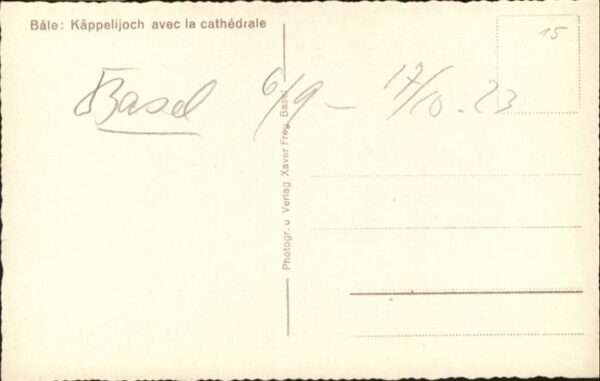 Bâle: Käppelijoch avec la cathédrale
15
Basel 6/9 – 17/10.23
Photogr. u Verlag Xaver Frey, Basel